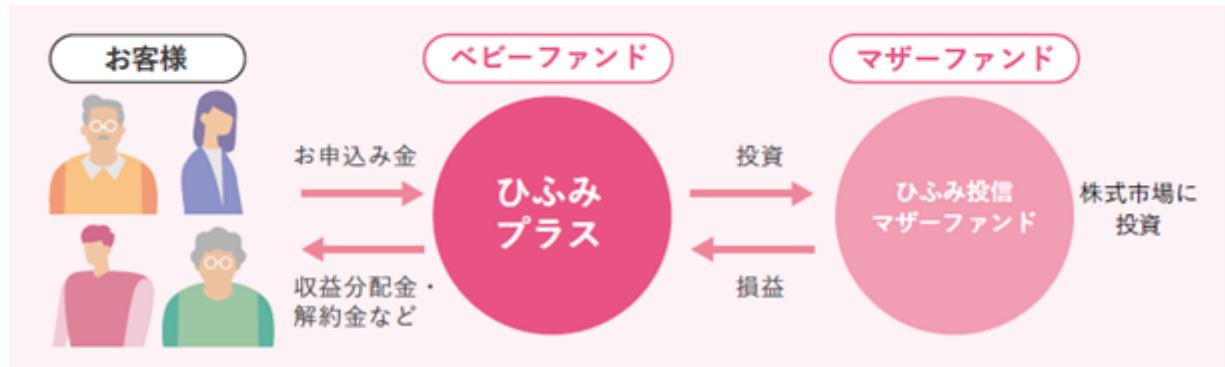 お客様
ベビーファンド
マザーファンド
お申込み金
収益分配金・
解約金など
ひふみ
プラス
投資
損益
ひふみ投信
マザーファンド
株式市場に
投資